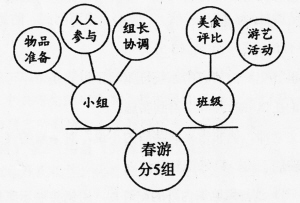 物品
准备
人人
参与
组长
协调
美食
评比
游艺
活动
小组
班级
春游
分5组